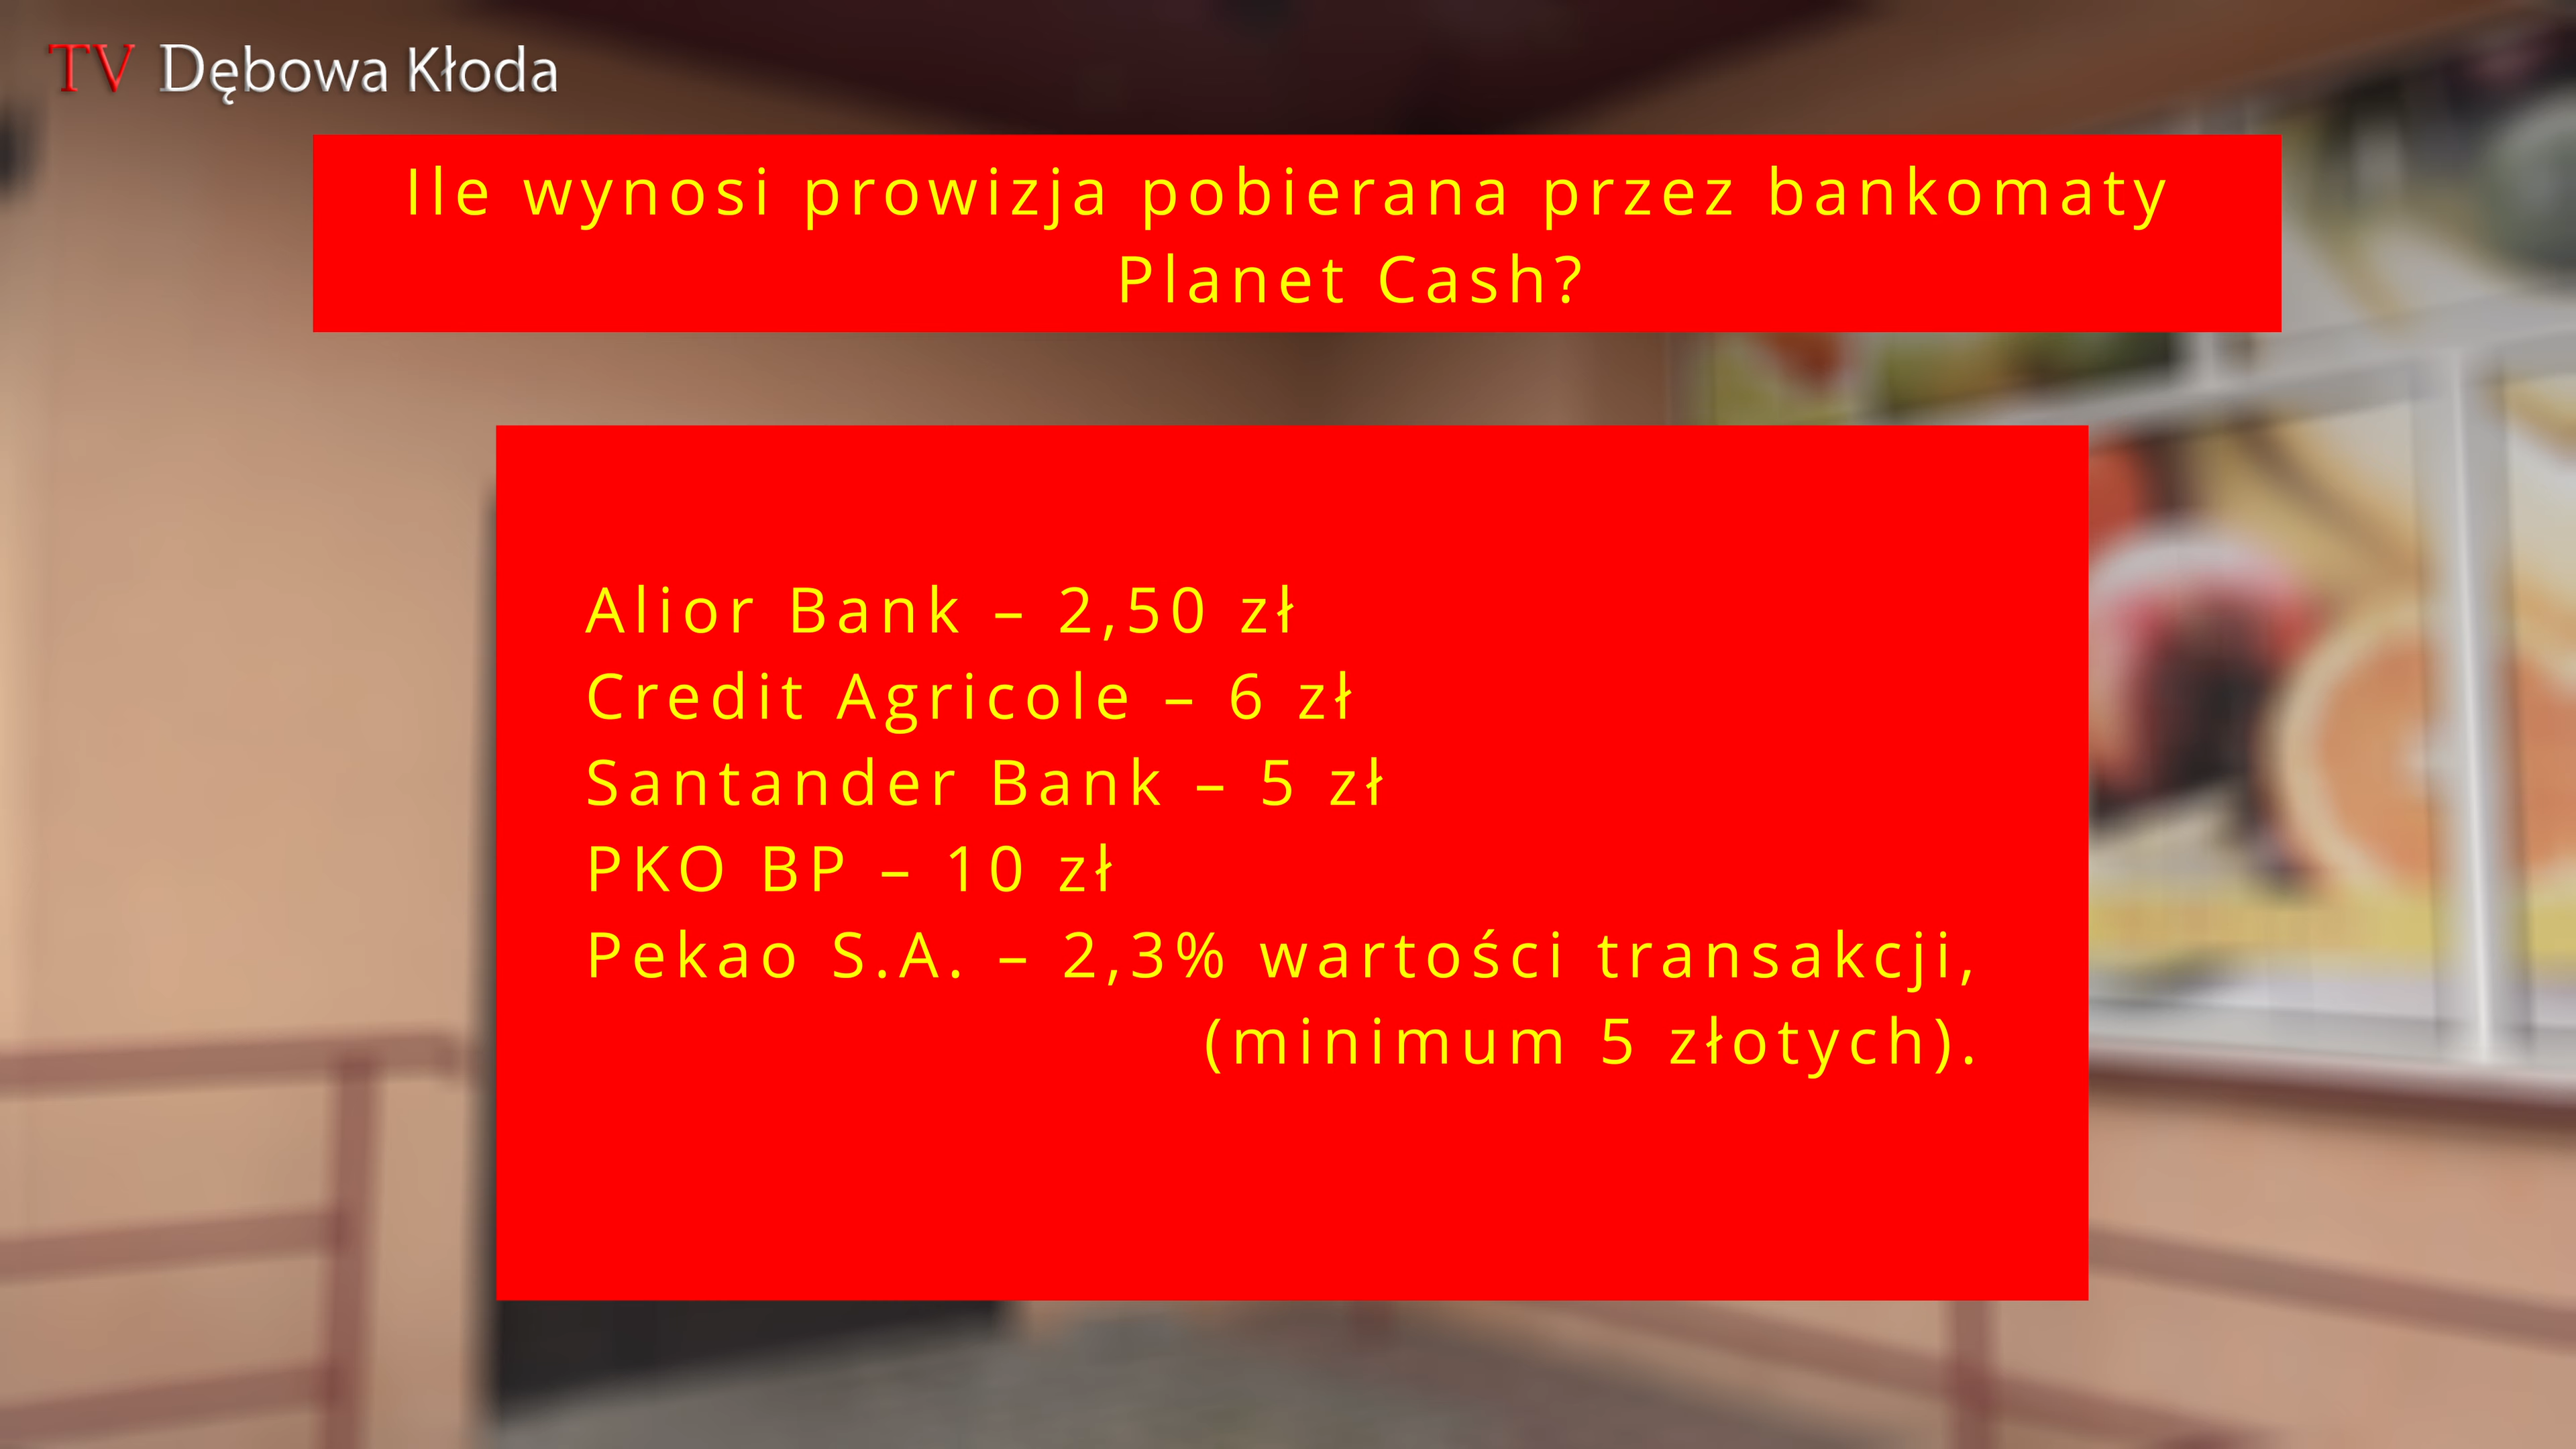 TV Dębowa Kłoda
Ile wynosi prowizja pobierana przez bankomaty
Planet Cash?
Alior Bank – 2,50 zł
Credit Agricole – 6 zł
Santander Bank – 5 zł
PKO BP – 10 zł
Pekao S.A. – 2,3% wartości transakcji,
(minimum 5 złotych).